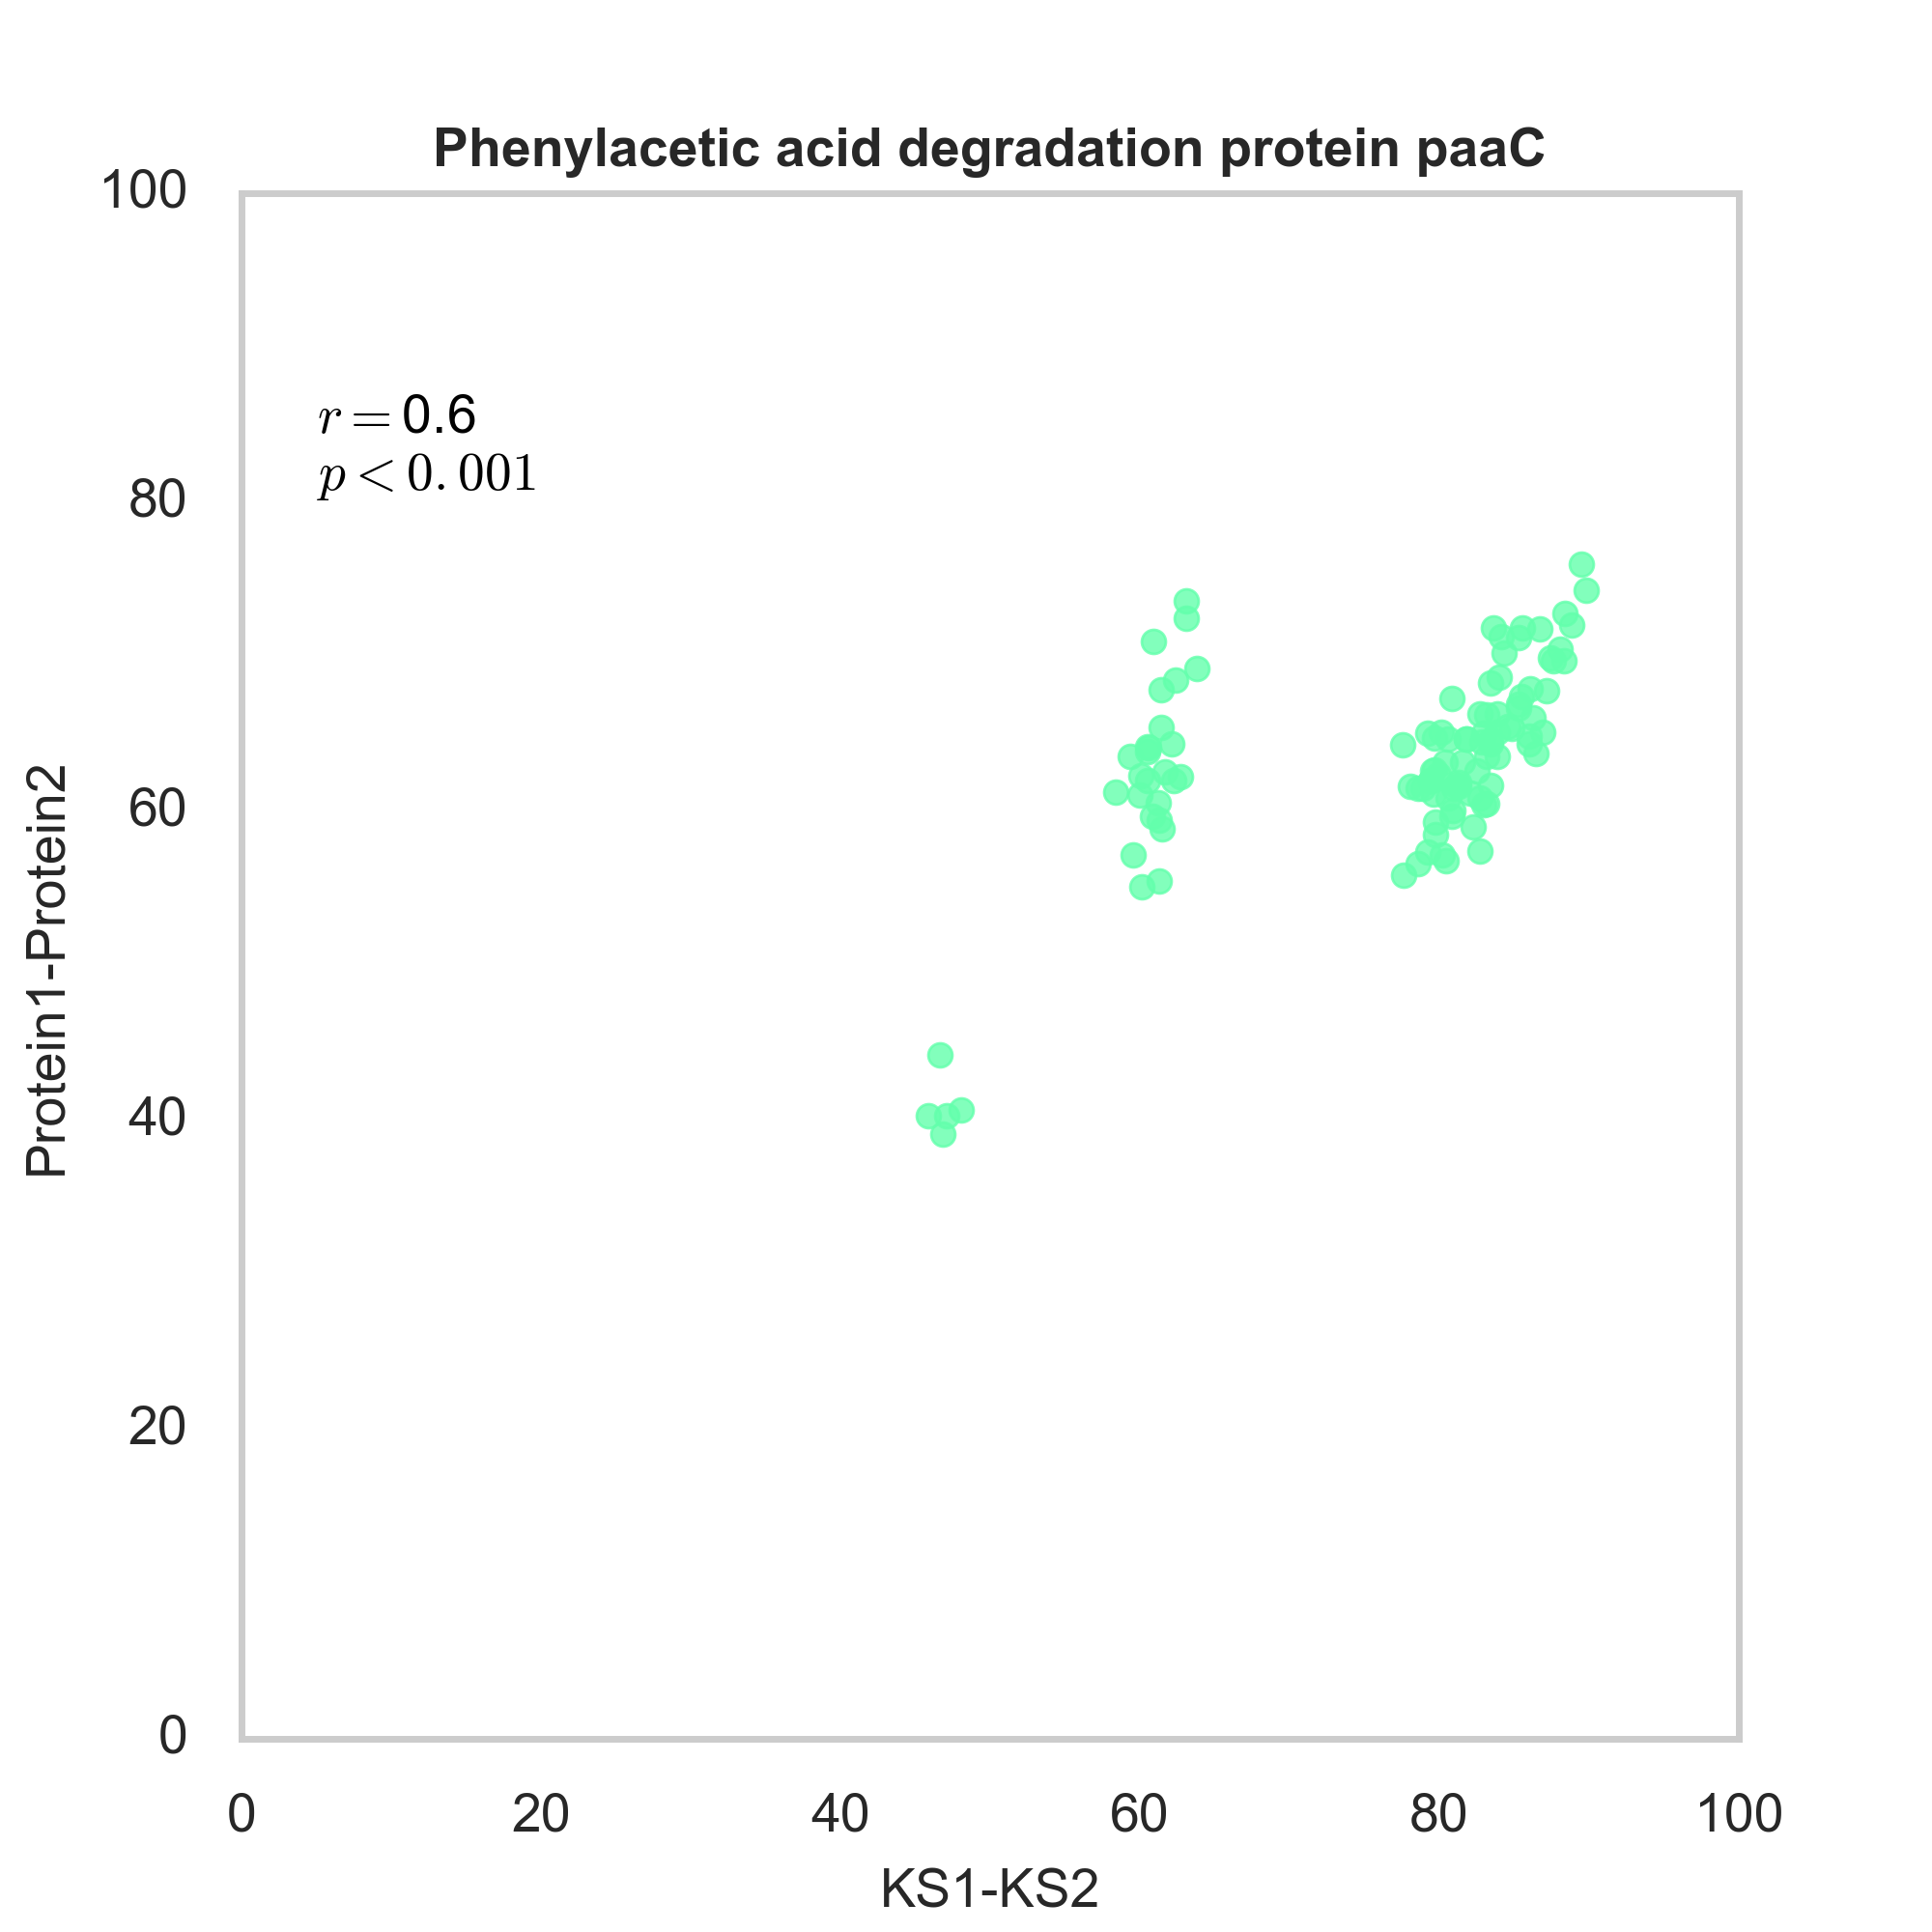 Phenylacetic acid degradation protein paaC
100
80
60
40
20
0
r = 0.6
p < 0.001
Protein1-Protein2
0 20 40 60 80 100
KS1-KS2